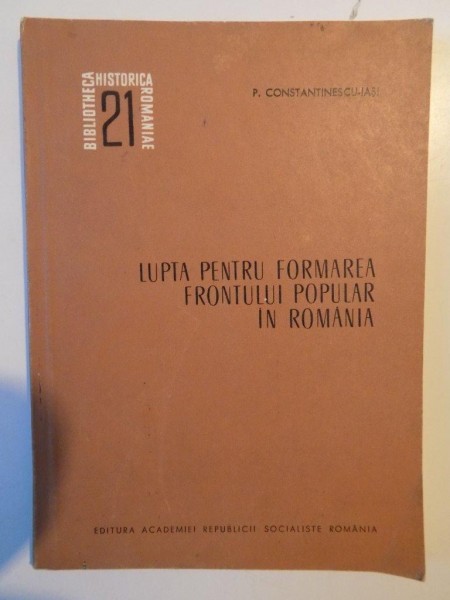 BIBLIOTHECA
HISTORICA
ROMANIAE
21
P. CONSTANTINESCU-IAȘI
LUPTA PENTRU FORMAREA
FRONTULUI POPULAR
ÎN ROMÂNIA
EDITURA ACADEMIEI REPUBLICII SOCIALISTE ROMÂNIA